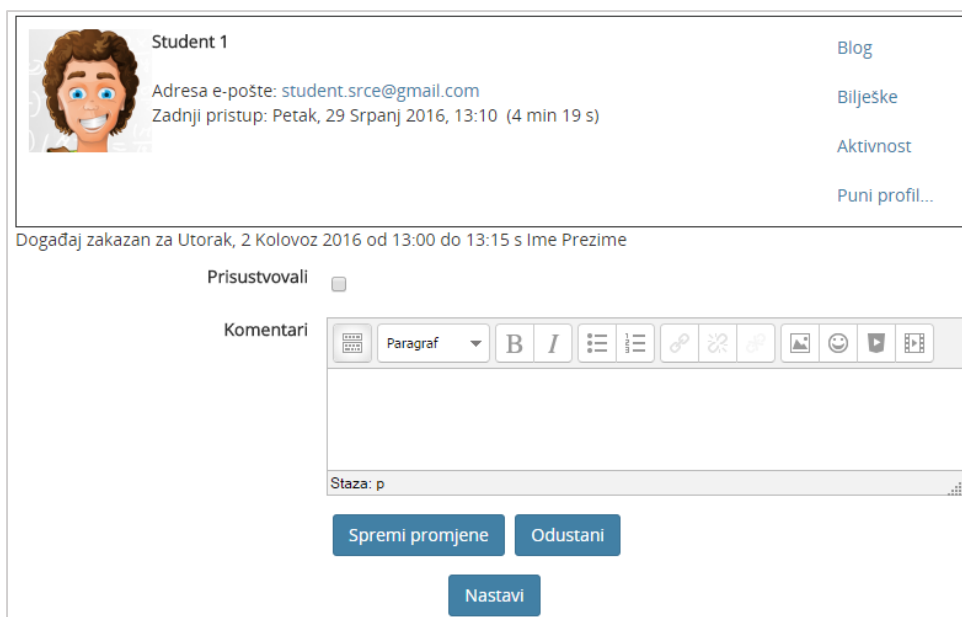 Student 1
Blog
Adresa e-pošte: student.srce@gmail.com
Bilješke
Zadnji pristup: Petak, 29 Srpanj 2016, 13:10 (4 min 19 s)
Aktivnost
Puni profil...
Događaj zakazan za Utorak, 2 Kolovoz 2016 od 13:00 do 13:15 s Ime Prezime
Prisustvovali
Komentari
Paragraf
B I
Staza: p
Spremi promjene Odustani
Nastavi